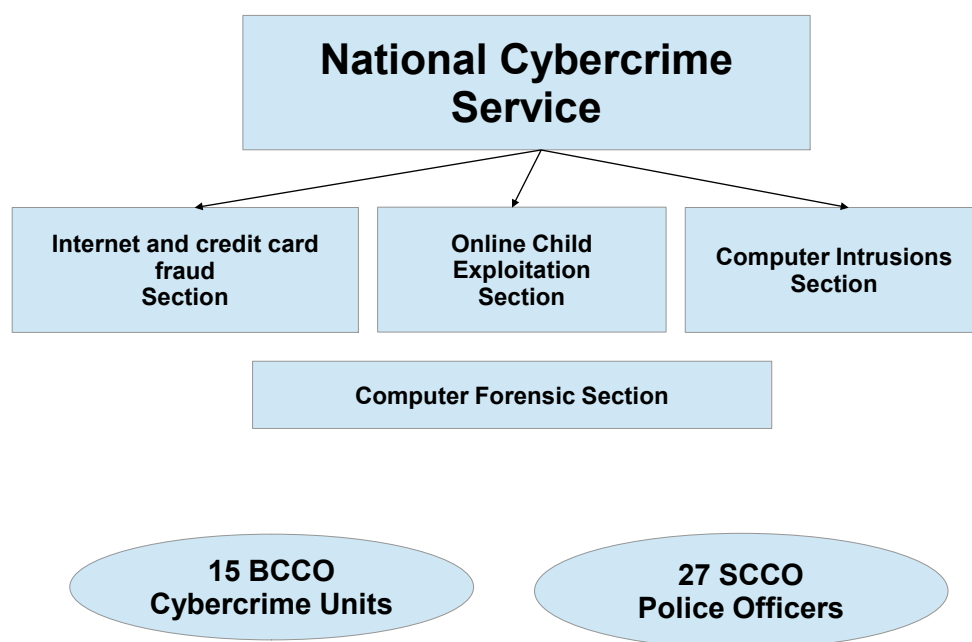 National Cybercrime
Service
Internet and credit card
fraud
Section
Online Child
Exploitation
Section
Computer Intrusions
Section
Computer Forensic Section
15 BCCO
Cybercrime Units
27 SCCO
Police Officers